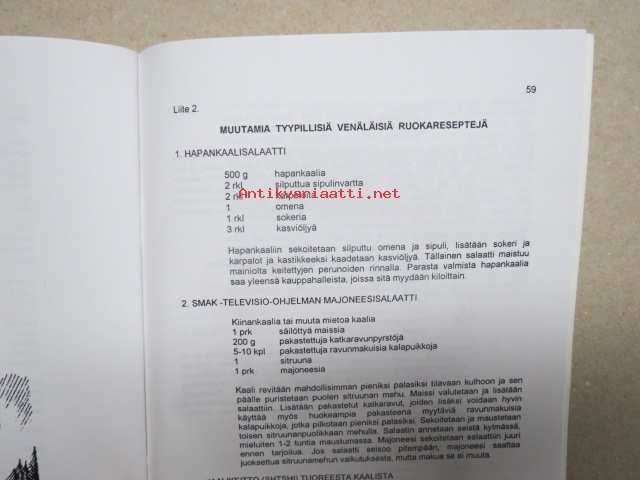 59
Liite 2.
MUUTAMIA TYYPILLISIÄ VENÄLÄISIÄ RUOKARESEPTEJÄ
1. HAPANKAALISALAATTI
500 g hapankaalia
2 rkl silputtua sipulinvartta
Antikvariaatti.net
2 rkl karpaloita
1 omena
1 rkl sokeria
3 rkl kasviöljyä
Hapankaaliin sekoitetaan silputtu omena ja sipuli, lisätään sokeri ja
karpalot ja kastikkeeksi kaadetaan kasviöljyä. Tällainen salaatti maistuu
mainiolta keitettyjen perunoiden rinnalla. Parasta valmista hapankaalia
saa yleensä kauppahalleista, joissa sitä myydään kiloittain.
2. SMAK -TELEVISIO-OHJELMAN MAJONEESISALAATTI
Kiinankaalia tai muuta mietoa kaalia
1 prk säilöttyä maissia
200 g pakastettuja katkaravunpyrstöjä
5-10 kpl pakastettuja ravunmakuisia kalapuikkoja
1 sitruuna
1 prk majoneesia
Kaali revitään mahdollisimman pieniksi palasiksi tilavaan kulhoon ja sen
päälle puristetaan puolen sitruunan mehu. Maissi valutetaan ja lisätään
salaattiin. Lisätään pakastetut katkaravut, joiden lisäksi voidaan hyvin
käyttää myös huokeampia pakasteena myytäviä ravunmakuisia
kalapuikkoja, jotka pilkotaan pieniksi palasiksi. Sekoitetaan ja maustetaan
toisen sitruunanpuolikkaan mehulla. Salaatin annetaan seistä kylmässä,
mieluiten 1-2 tuntia maustumassa. Majoneesi sekoitetaan salaattiin juuri
ennen tarjoilua. Jos salaatti seisoo pitempään, majoneesi saattaa
juoksettua sitruunamehun vaikutuksesta, mutta makua se ei muuta.
(SHTSHI) TUOREESTA KAALISTA